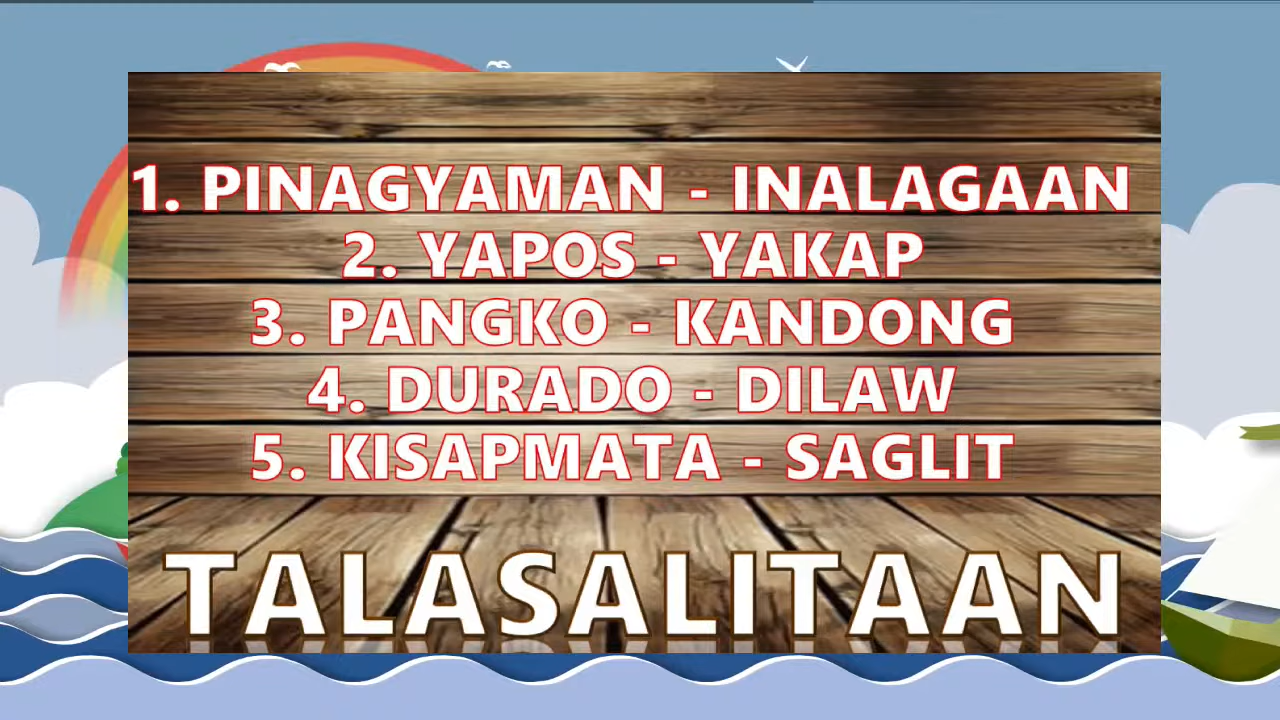 1. PINAGYAMAN - INALAGAAN
2. YAPOS - YAKAP
3. PANGKO - KANDONG
4. DURADO - DILAW
5. KISAPMATA - SAGLIT
TALASALITAAN